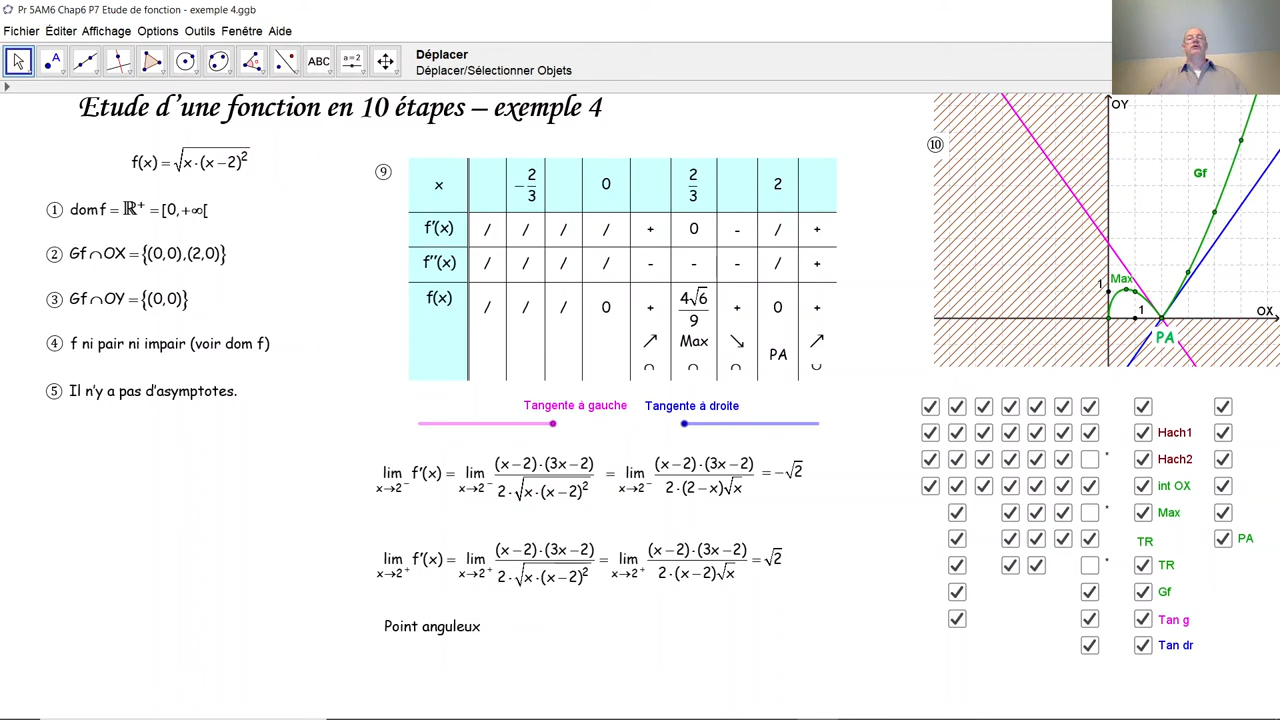 Pr 5AM6 Chap6 P7 Etude de fonction - exemple 4.ggb
Fichier Éditer Affichage Options Outils Fenêtre Aide
ABC a=2 Déplacer
Déplacer/Sélectionner Objets
Etude d'une fonction en 10 étapes – exemple 4
f(x) = √(x·(x−2)²)
① dom f = ℝ⁺ = [0,+∞[
② Gf ∩ OX = {(0,0),(2,0)}
③ Gf ∩ OY = {(0,0)}
④ f ni pair ni impair (voir dom f)
⑤ Il n'y a pas d'asymptotes.
⑨
x −2/3 0 2/3 2
f'(x) / / / / + 0 - / +
f''(x) / / / / - - - / +
f(x) / / / 0 + 4√6/9 + 0 +
↗ Max ↘ PA ↗
∩ ∩ ∩ ∪
Tangente à gauche Tangente à droite
lim x→2⁻ f'(x) = lim x→2⁻ (x−2)·(3x−2) / 2·√(x·(x−2)²) = lim x→2⁻ (x−2)·(3x−2) / 2·(2−x)√x = −√2
lim x→2⁺ f'(x) = lim x→2⁺ (x−2)·(3x−2) / 2·√(x·(x−2)²) = lim x→2⁺ (x−2)·(3x−2) / 2·(x−2)√x = √2
Point anguleux
⑩
OY
Gf
Max
1
1
OX
PA
Hach1
* Hach2
int OX
* Max
TR PA
* TR
Gf
Tan g
Tan dr